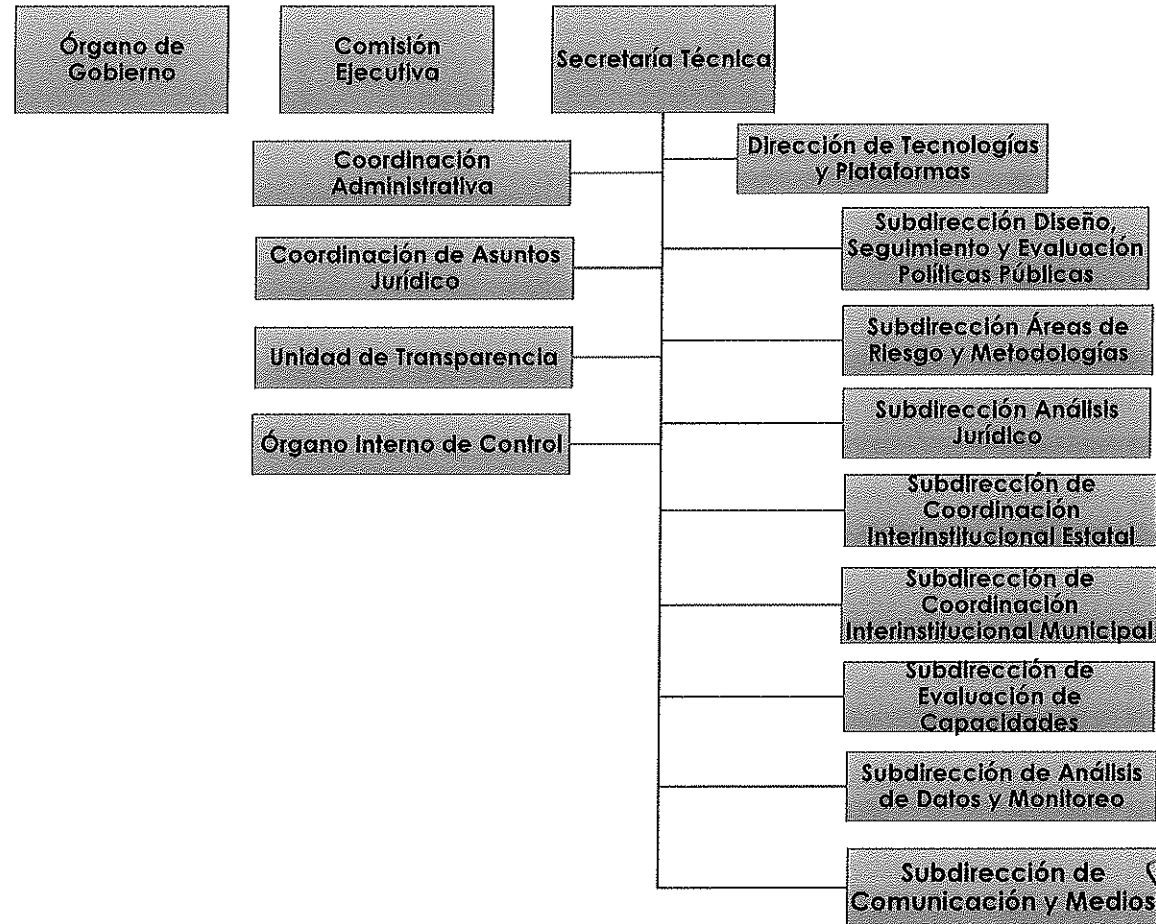 Órgano de
Gobierno
Comisión
Ejecutiva
Secretaría Técnica
Coordinación
Administrativa
Dirección de Tecnologías
y Plataformas
Coordinación de Asuntos
Jurídico
Subdirección Diseño,
Seguimiento y Evaluación
Políticas Públicas
Unidad de Transparencia
Subdirección Áreas de
Riesgo y Metodologías
Órgano Interno de Control
Subdirección Análisis
Jurídico
Subdirección de
Coordinación
Interinstitucional Estatal
Subdirección de
Coordinación
Interinstitucional Municipal
Subdirección de
Evaluación de
Capacidades
Subdirección de Análisis
de Datos y Monitoreo
Subdirección de
Comunicación y Medios